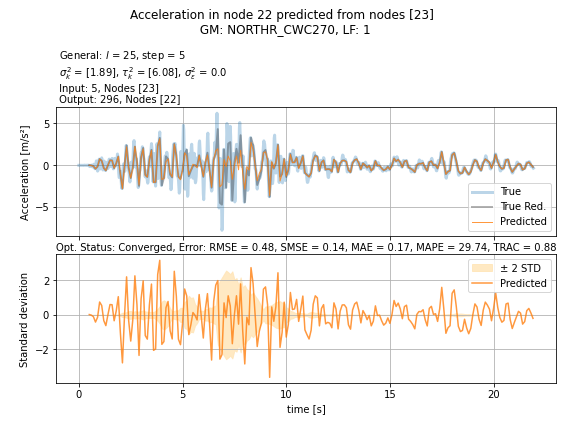 Acceleration in node 22 predicted from nodes [23]
GM: NORTHR_CWC270, LF: 1
General: l = 25, step = 5
σ²ₖ = [1.89], τ²ₖ = [6.08], σ²ε = 0.0
Input: 5, Nodes [23]
Output: 296, Nodes [22]
Acceleration [m/s²]
5
0
−5
True
True Red.
Predicted
Opt. Status: Converged, Error: RMSE = 0.48, SMSE = 0.14, MAE = 0.17, MAPE = 29.74, TRAC = 0.88
Standard deviation
2
0
−2
± 2 STD
Predicted
0
5
10
15
20
time [s]